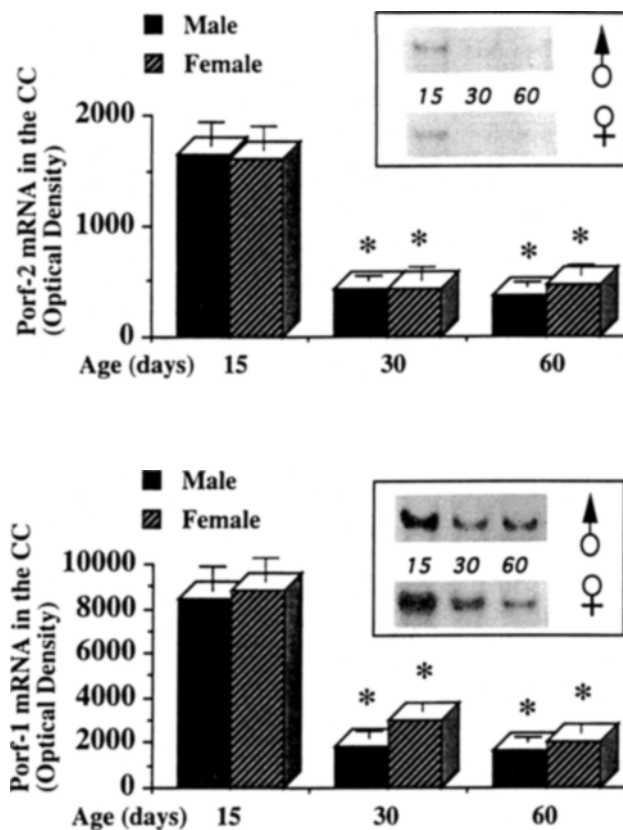 Male
Female
Porf-2 mRNA in the CC
(Optical Density)
2000
1000
0
* * * *
15 30 60
Age (days) 15 30 60
Male
Female
Porf-1 mRNA in the CC
(Optical Density)
10000
8000
6000
4000
2000
0
* * * *
15 30 60
Age (days) 15 30 60